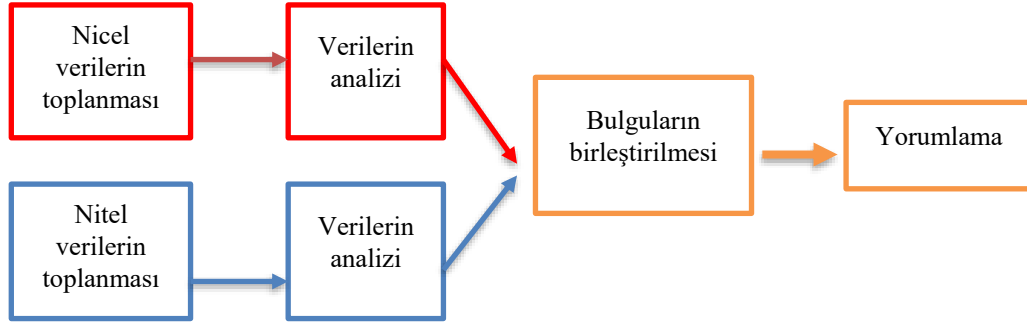 Nicel
verilerin
toplanması
Verilerin
analizi
Nitel
verilerin
toplanması
Verilerin
analizi
Bulguların
birleştirilmesi
Yorumlama